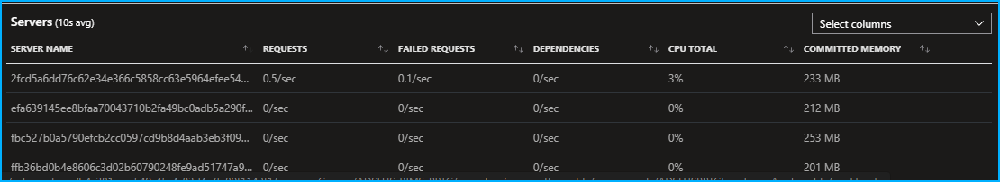 Servers (10s avg)
Select columns
SERVER NAME REQUESTS FAILED REQUESTS DEPENDENCIES CPU TOTAL COMMITTED MEMORY
2fcd5a6dd76c62e34e366c5858cc63e5964efee54... 0.5/sec 0.1/sec 0/sec 3% 233 MB
efa639145ee8bfaa70043710b2fa49bc0adb5a290f... 0/sec 0/sec 0/sec 0% 212 MB
fbc527b0a5790efcb2cc0597cd9b8d4aab3eb3f09... 0/sec 0/sec 0/sec 0% 253 MB
ffb36bd0b4e8606c3d02b60790248fe9ad51747a9... 0/sec 0/sec 0/sec 0% 201 MB